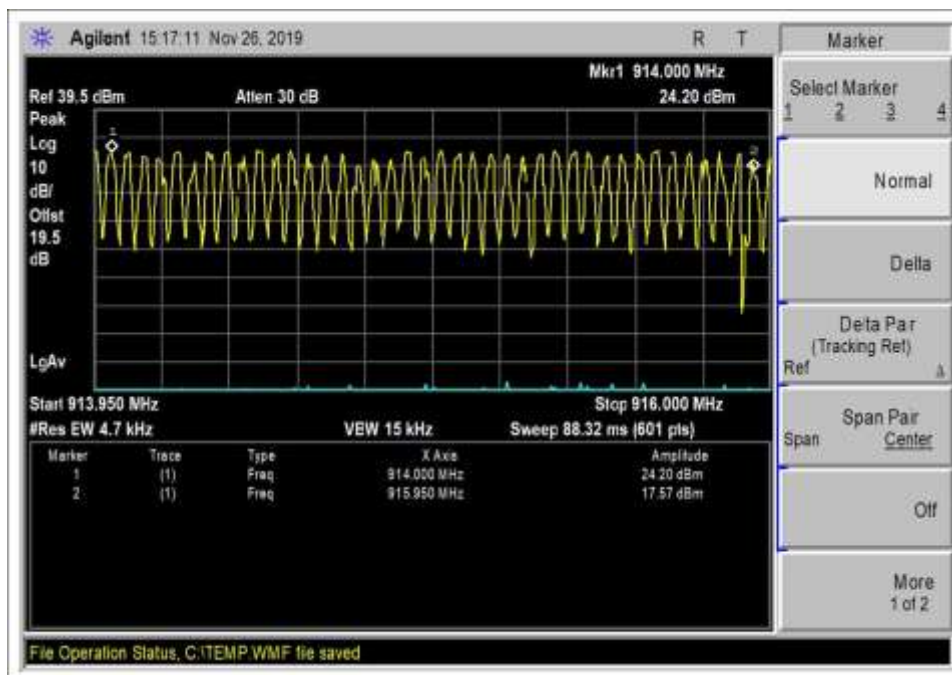 Agilent 15:17:11 Nov 26, 2019 R T
Mkr1 914.000 MHz
Ref 39.5 dBm Atten 30 dB 24.20 dBm
Peak
Log
10
dB/
Offst
19.5
dB
LgAv
1
2
Start 913.950 MHz Stop 916.000 MHz
#Res BW 4.7 kHz VBW 15 kHz Sweep 88.32 ms (601 pts)
Marker Trace Type X Axis Amplitude
1 (1) Freq 914.000 MHz 24.20 dBm
2 (1) Freq 915.950 MHz 17.57 dBm
File Operation Status, C:\TEMP.WMF file saved
Marker
Select Marker
1 2 3 4
Normal
Delta
Delta Pair
(Tracking Ref)
Ref Δ
Span Pair
Span Center
Off
More
1 of 2